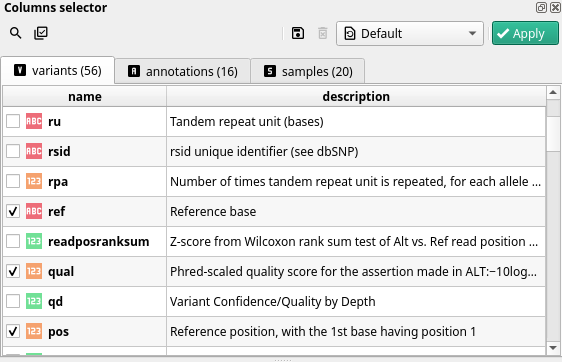 Columns selector
Default
Apply
V variants (56)
A annotations (16)
S samples (20)
name description
ABC ru Tandem repeat unit (bases)
ABC rsid rsid unique identifier (see dbSNP)
123 rpa Number of times tandem repeat unit is repeated, for each allele ...
ABC ref Reference base
123 readposranksum Z-score from Wilcoxon rank sum test of Alt vs. Ref read position ...
123 qual Phred-scaled quality score for the assertion made in ALT:−10log...
123 qd Variant Confidence/Quality by Depth
123 pos Reference position, with the 1st base having position 1